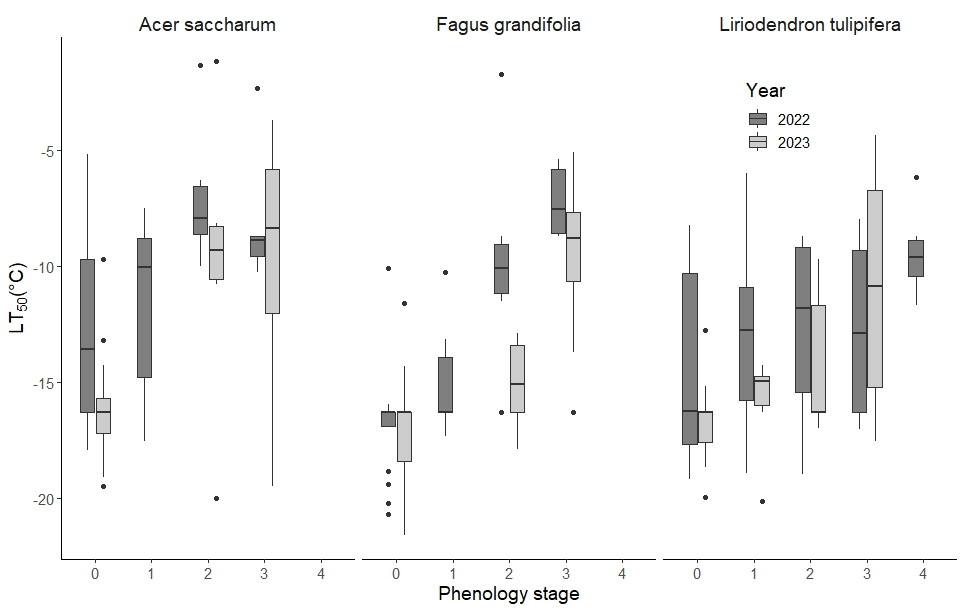 Acer saccharum
Fagus grandifolia
Liriodendron tulipifera
Year
2022
2023
LT50(°C)
-5
-10
-15
-20
0 1 2 3 4
0 1 2 3 4
0 1 2 3 4
Phenology stage